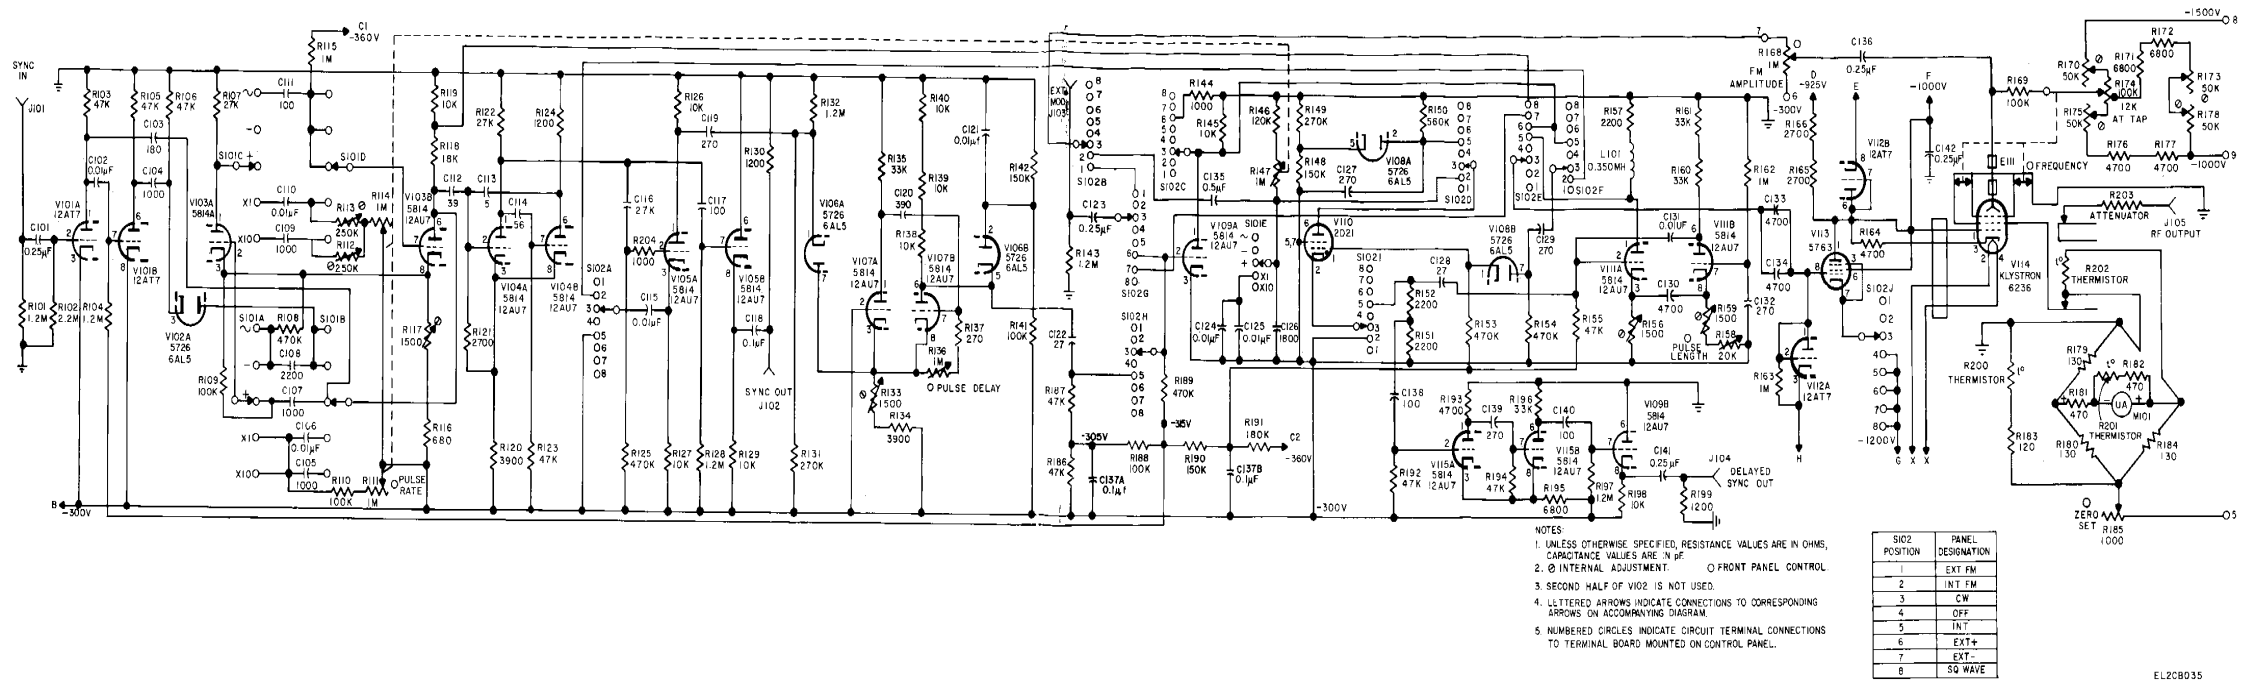 SYNC
IN
J101
C101
0.25µF
R101
1.2M
R102
2.2M
R103
47K
C102
0.01µF
V101A
12AT7
R104
1.2M
R105
47K
C103
180
C104
1000
V101B
12AT7
R106
47K
R107
27K
V103A
5814A
S101C
V102A
5726
6AL5
R109
100K
S101A
R108
470K
S101B
C108
2200
C107
1000
C106
0.01µF
C105
1000
X1
X10
R110
100K
R111
1M
PULSE
RATE
B
-300V
C111
100
R115
1M
C1
-360V
S101D
C110
0.01µF
C109
1000
X1
X10
R113
250K
R112
250K
R114
1M
R119
10K
R118
18K
V103B
5814
12AU7
C112
39
C113
5
R117
1500
R116
680
R122
27K
R124
1200
C114
56
V104A
5814
12AU7
V104B
5814
12AU7
R121
2700
R120
3900
R123
47K
S102A
C115
0.01µF
C116
27K
R204
1000
R125
470K
R126
10K
C119
270
C117
100
V105A
5814
12AU7
V105B
5814
12AU7
R127
10K
R128
1.2M
R129
10K
C118
0.1µF
R130
1200
SYNC OUT
J102
R131
270K
R132
1.2M
V106A
5726
6AL5
R140
10K
R135
33K
R139
10K
C120
390
R138
10K
V107A
5814
12AU7
V107B
5814
12AU7
R137
270
R136
1M
PULSE DELAY
R133
1500
R134
3900
C121
0.01µF
V106B
5726
6AL5
R142
150K
R141
100K
EXT
MOD
J103
S102B
C123
0.25µF
R143
1.2M
C122
27
R187
47K
-305V
R186
47K
C137A
0.1µf
R188
100K
S102G
S102H
R189
470K
R190
150K
R191
180K
C2
-360V
C137B
0.1µF
R144
1000
R145
10K
S102C
C135
0.5µF
R146
120K
R147
1M
V109A
5814
12AU7
S101E
X1
X10
C124
0.01µF
C125
0.01µF
C126
1800
R149
270K
R148
150K
V110
2D21
-300V
R150
560K
V108A
5726
6AL5
C127
270
S102D
S102I
R152
2200
R151
2200
C128
27
R153
470K
V108B
5726
6AL5
R154
470K
C129
270
S102E
S102F
R155
47K
C138
100
R192
47K
R193
4700
C139
270
V115A
5814
12AU7
R194
47K
R195
6800
R196
33K
V115B
5814
12AU7
C140
100
R197
1.2M
V109B
5814
12AU7
R198
10K
C141
0.25µF
R199
1200
J104
DELAYED
SYNC OUT
R157
2200
L101
0.350MH
V111A
5814
12AU7
R156
1500
R161
33K
R160
33K
C131
0.01UF
V111B
5814
12AU7
C130
4700
R159
1500
R158
20K
PULSE
LENGTH
R162
1M
C132
270
C133
4700
C134
4700
R168
1M
FM
AMPLITUDE
-300V
C136
0.25µF
D
-925V
R166
2700
R165
2700
V113
5763
R163
1M
V112A
12AT7
H
E
V112B
12AT7
R164
4700
S102J
-1200V
G
X
X
F
-1000V
C142
0.25µF
R169
100K
E111
FREQUENCY
V114
KLYSTRON
6236
-1500V
R170
50K
R174
100K
R175
50K
12K
AT TAP
R171
6800
R172
6800
R173
50K
R178
50K
R176
4700
R177
4700
-1000V
R203
ATTENUATOR
J105
RF OUTPUT
R202
THERMISTOR
R200
THERMISTOR
R183
120
R179
130
R182
470
R181
470
UA
M101
R201
THERMISTOR
R180
130
R184
130
ZERO
SET
R185
1000
NOTES:
1. UNLESS OTHERWISE SPECIFIED, RESISTANCE VALUES ARE IN OHMS,
CAPACITANCE VALUES ARE IN pF.
2. Ø INTERNAL ADJUSTMENT. O FRONT PANEL CONTROL
3. SECOND HALF OF V102 IS NOT USED.
4. LETTERED ARROWS INDICATE CONNECTIONS TO CORRESPONDING
ARROWS ON ACCOMPANYING DIAGRAM.
5. NUMBERED CIRCLES INDICATE CIRCUIT TERMINAL CONNECTIONS
TO TERMINAL BOARD MOUNTED ON CONTROL PANEL.
S102 POSITION PANEL DESIGNATION
1 EXT FM
2 INT FM
3 CW
4 OFF
5 INT
6 EXT+
7 EXT-
8 SQ WAVE
EL2CB035